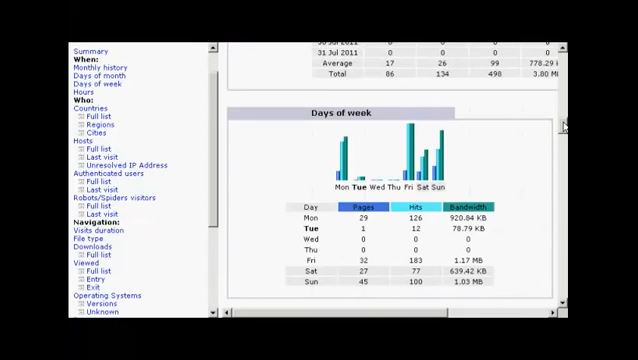 Summary
When:
Monthly history
Days of month
Days of week
Hours
Who:
Countries
Full list
Regions
Cities
Hosts
Full list
Last visit
Unresolved IP Address
Authenticated users
Full list
Last visit
Robots/Spiders visitors
Full list
Last visit
Navigation:
Visits duration
File type
Downloads
Full list
Viewed
Full list
Entry
Exit
Operating Systems
Versions
Unknown
31 Jul 2011 0 0 0 0
Average 17 26 99 778.29 K
Total 86 134 498 3.80 M
Days of week
Mon Tue Wed Thu Fri Sat Sun
Day Pages Hits Bandwidth
Mon 29 126 920.84 KB
Tue 1 12 78.79 KB
Wed 0 0 0
Thu 0 0 0
Fri 32 183 1.17 MB
Sat 27 77 639.42 KB
Sun 45 100 1.03 MB